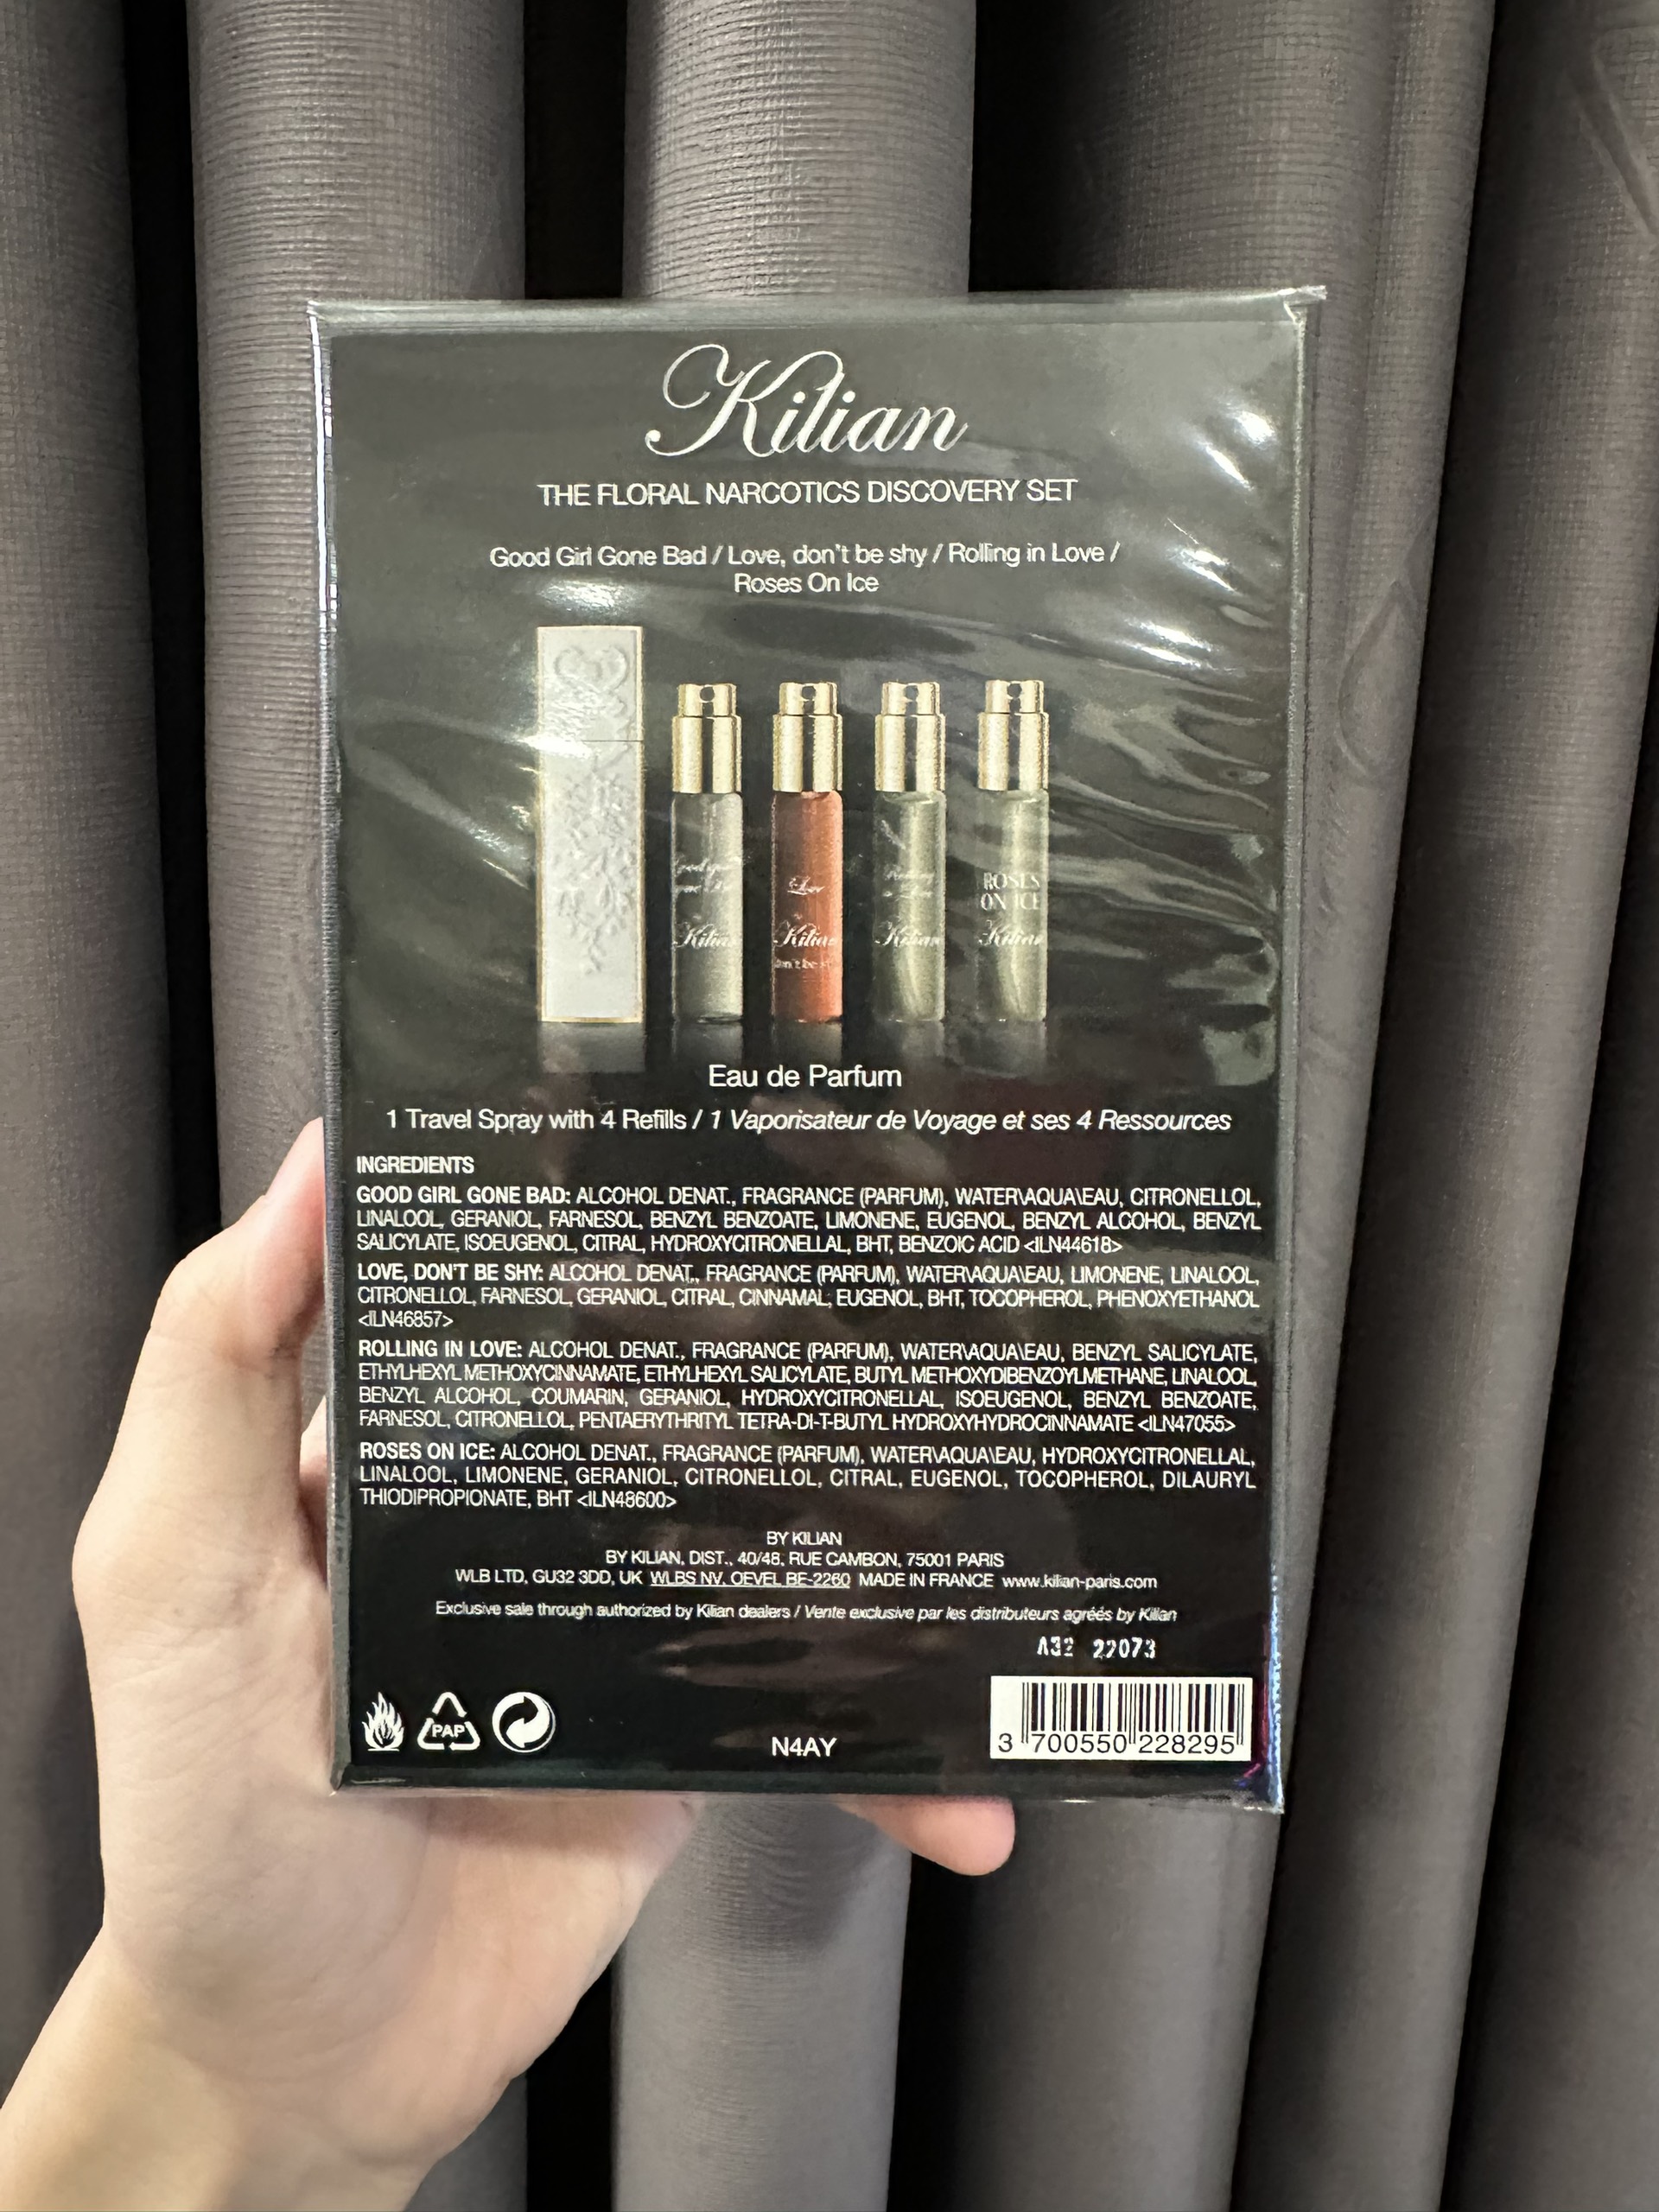 Kilian
THE FLORAL NARCOTICS DISCOVERY SET
Good Girl Gone Bad / Love, don't be shy / Rolling in Love /
Roses On Ice
Love
Kilian
don't be
Kilian
Kilian
ROSES
ON ICE
Kilian
Eau de Parfum
1 Travel Spray with 4 Refills / 1 Vaporisateur de Voyage et ses 4 Ressources
INGREDIENTS
GOOD GIRL GONE BAD: ALCOHOL DENAT., FRAGRANCE (PARFUM), WATER\AQUA\EAU, CITRONELLOL,
LINALOOL, GERANIOL, FARNESOL, BENZYL BENZOATE, LIMONENE, EUGENOL, BENZYL ALCOHOL, BENZYL
SALICYLATE, ISOEUGENOL, CITRAL, HYDROXYCITRONELLAL, BHT, BENZOIC ACID <ILN44618>
LOVE, DON'T BE SHY: ALCOHOL DENAT., FRAGRANCE (PARFUM), WATER\AQUA\EAU, LIMONENE, LINALOOL,
CITRONELLOL, FARNESOL, GERANIOL, CITRAL, CINNAMAL, EUGENOL, BHT, TOCOPHEROL, PHENOXYETHANOL
<ILN46857>
ROLLING IN LOVE: ALCOHOL DENAT., FRAGRANCE (PARFUM), WATER\AQUA\EAU, BENZYL SALICYLATE,
ETHYLHEXYL METHOXYCINNAMATE, ETHYLHEXYL SALICYLATE, BUTYL METHOXYDIBENZOYLMETHANE, LINALOOL,
BENZYL ALCOHOL, COUMARIN, GERANIOL, HYDROXYCITRONELLAL, ISOEUGENOL, BENZYL BENZOATE,
FARNESOL, CITRONELLOL, PENTAERYTHRITYL TETRA-DI-T-BUTYL HYDROXYHYDROCINNAMATE <ILN47055>
ROSES ON ICE: ALCOHOL DENAT., FRAGRANCE (PARFUM), WATER\AQUA\EAU, HYDROXYCITRONELLAL,
LINALOOL, LIMONENE, GERANIOL, CITRONELLOL, CITRAL, EUGENOL, TOCOPHEROL, DILAURYL
THIODIPROPIONATE, BHT <ILN48600>
BY KILIAN
BY KILIAN, DIST., 40/48, RUE CAMBON, 75001 PARIS
WLB LTD, GU32 3DD, UK WLBS NV, OEVEL BE-2260 MADE IN FRANCE www.kilian-paris.com
Exclusive sale through authorized by Kilian dealers / Vente exclusive par les distributeurs agréés by Kilian
A32 22073
PAP
N4AY
3 700550 228295